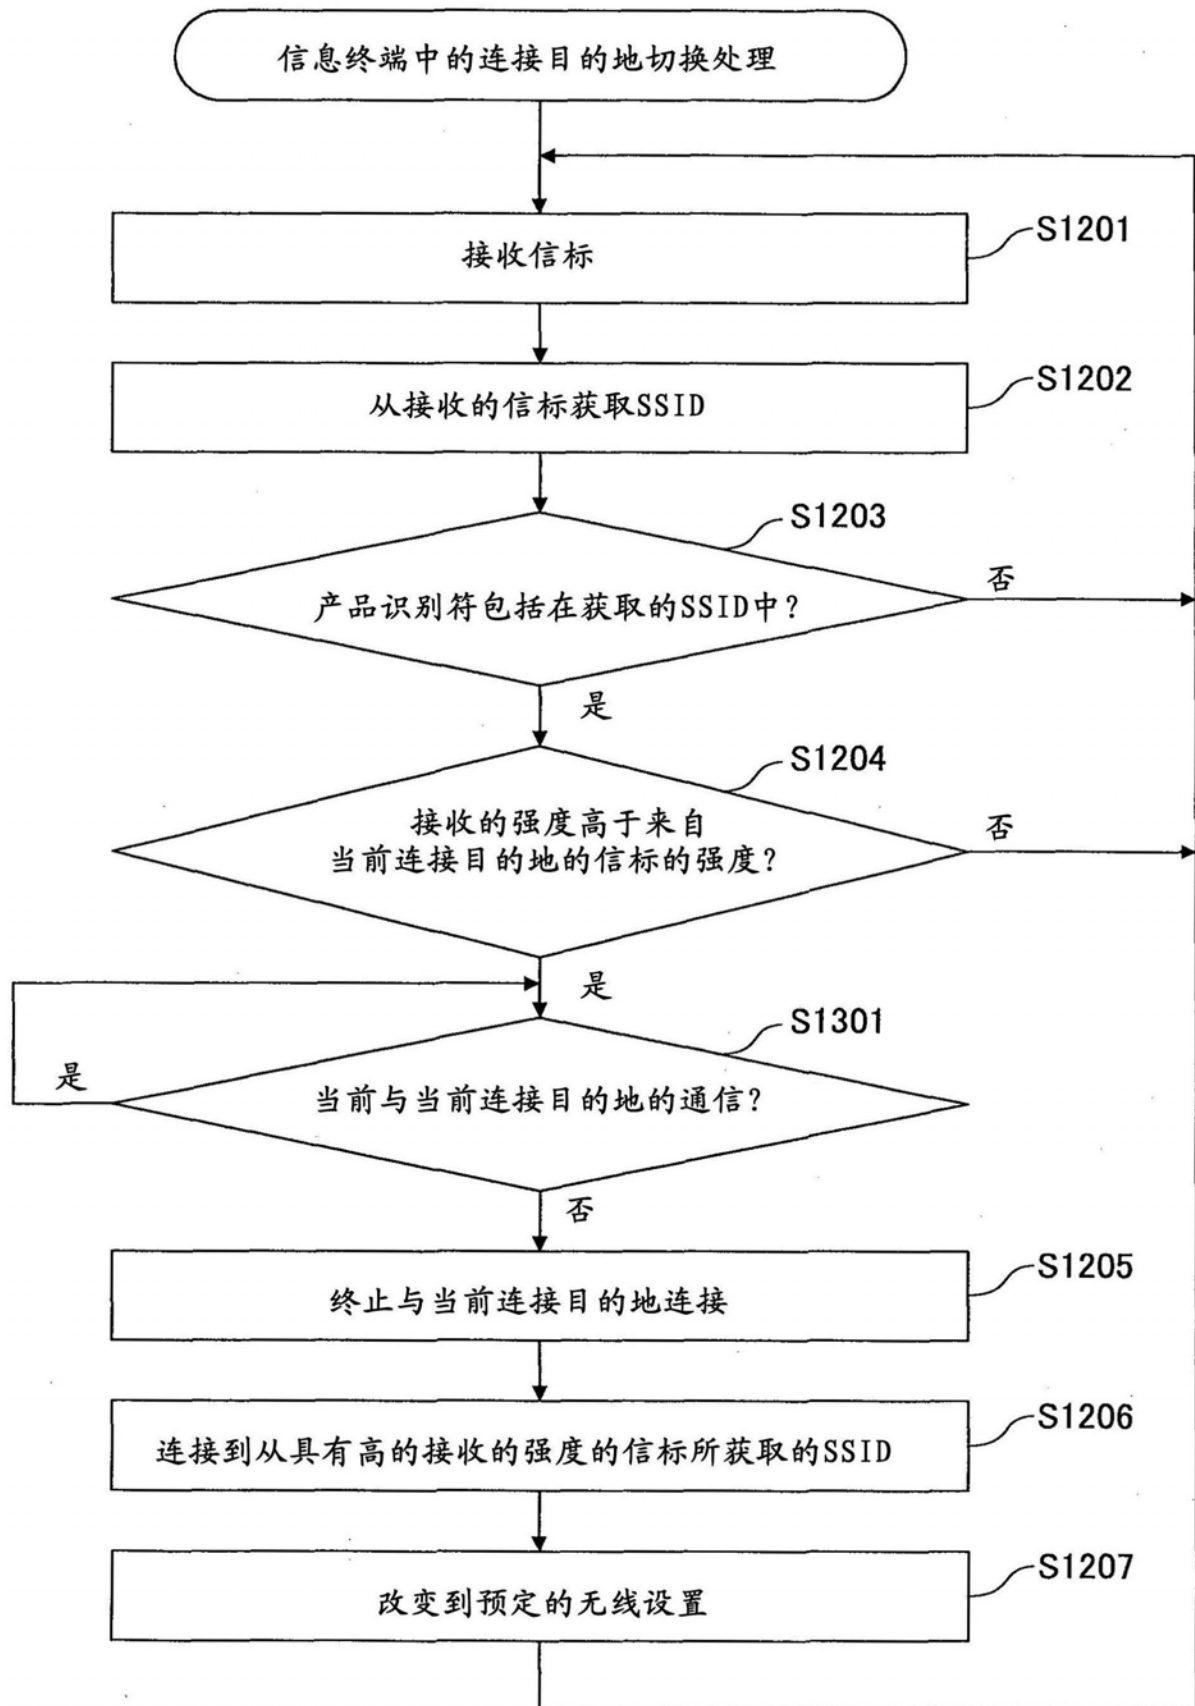 信息终端中的连接目的地切换处理
S1201
接收信标
S1202
从接收的信标获取SSID
S1203
产品识别符包括在获取的SSID中?
否
是
S1204
接收的强度高于来自
当前连接目的地的信标的强度?
否
是
S1301
当前与当前连接目的地的通信?
是
否
S1205
终止与当前连接目的地连接
S1206
连接到从具有高的接收的强度的信标所获取的SSID
S1207
改变到预定的无线设置